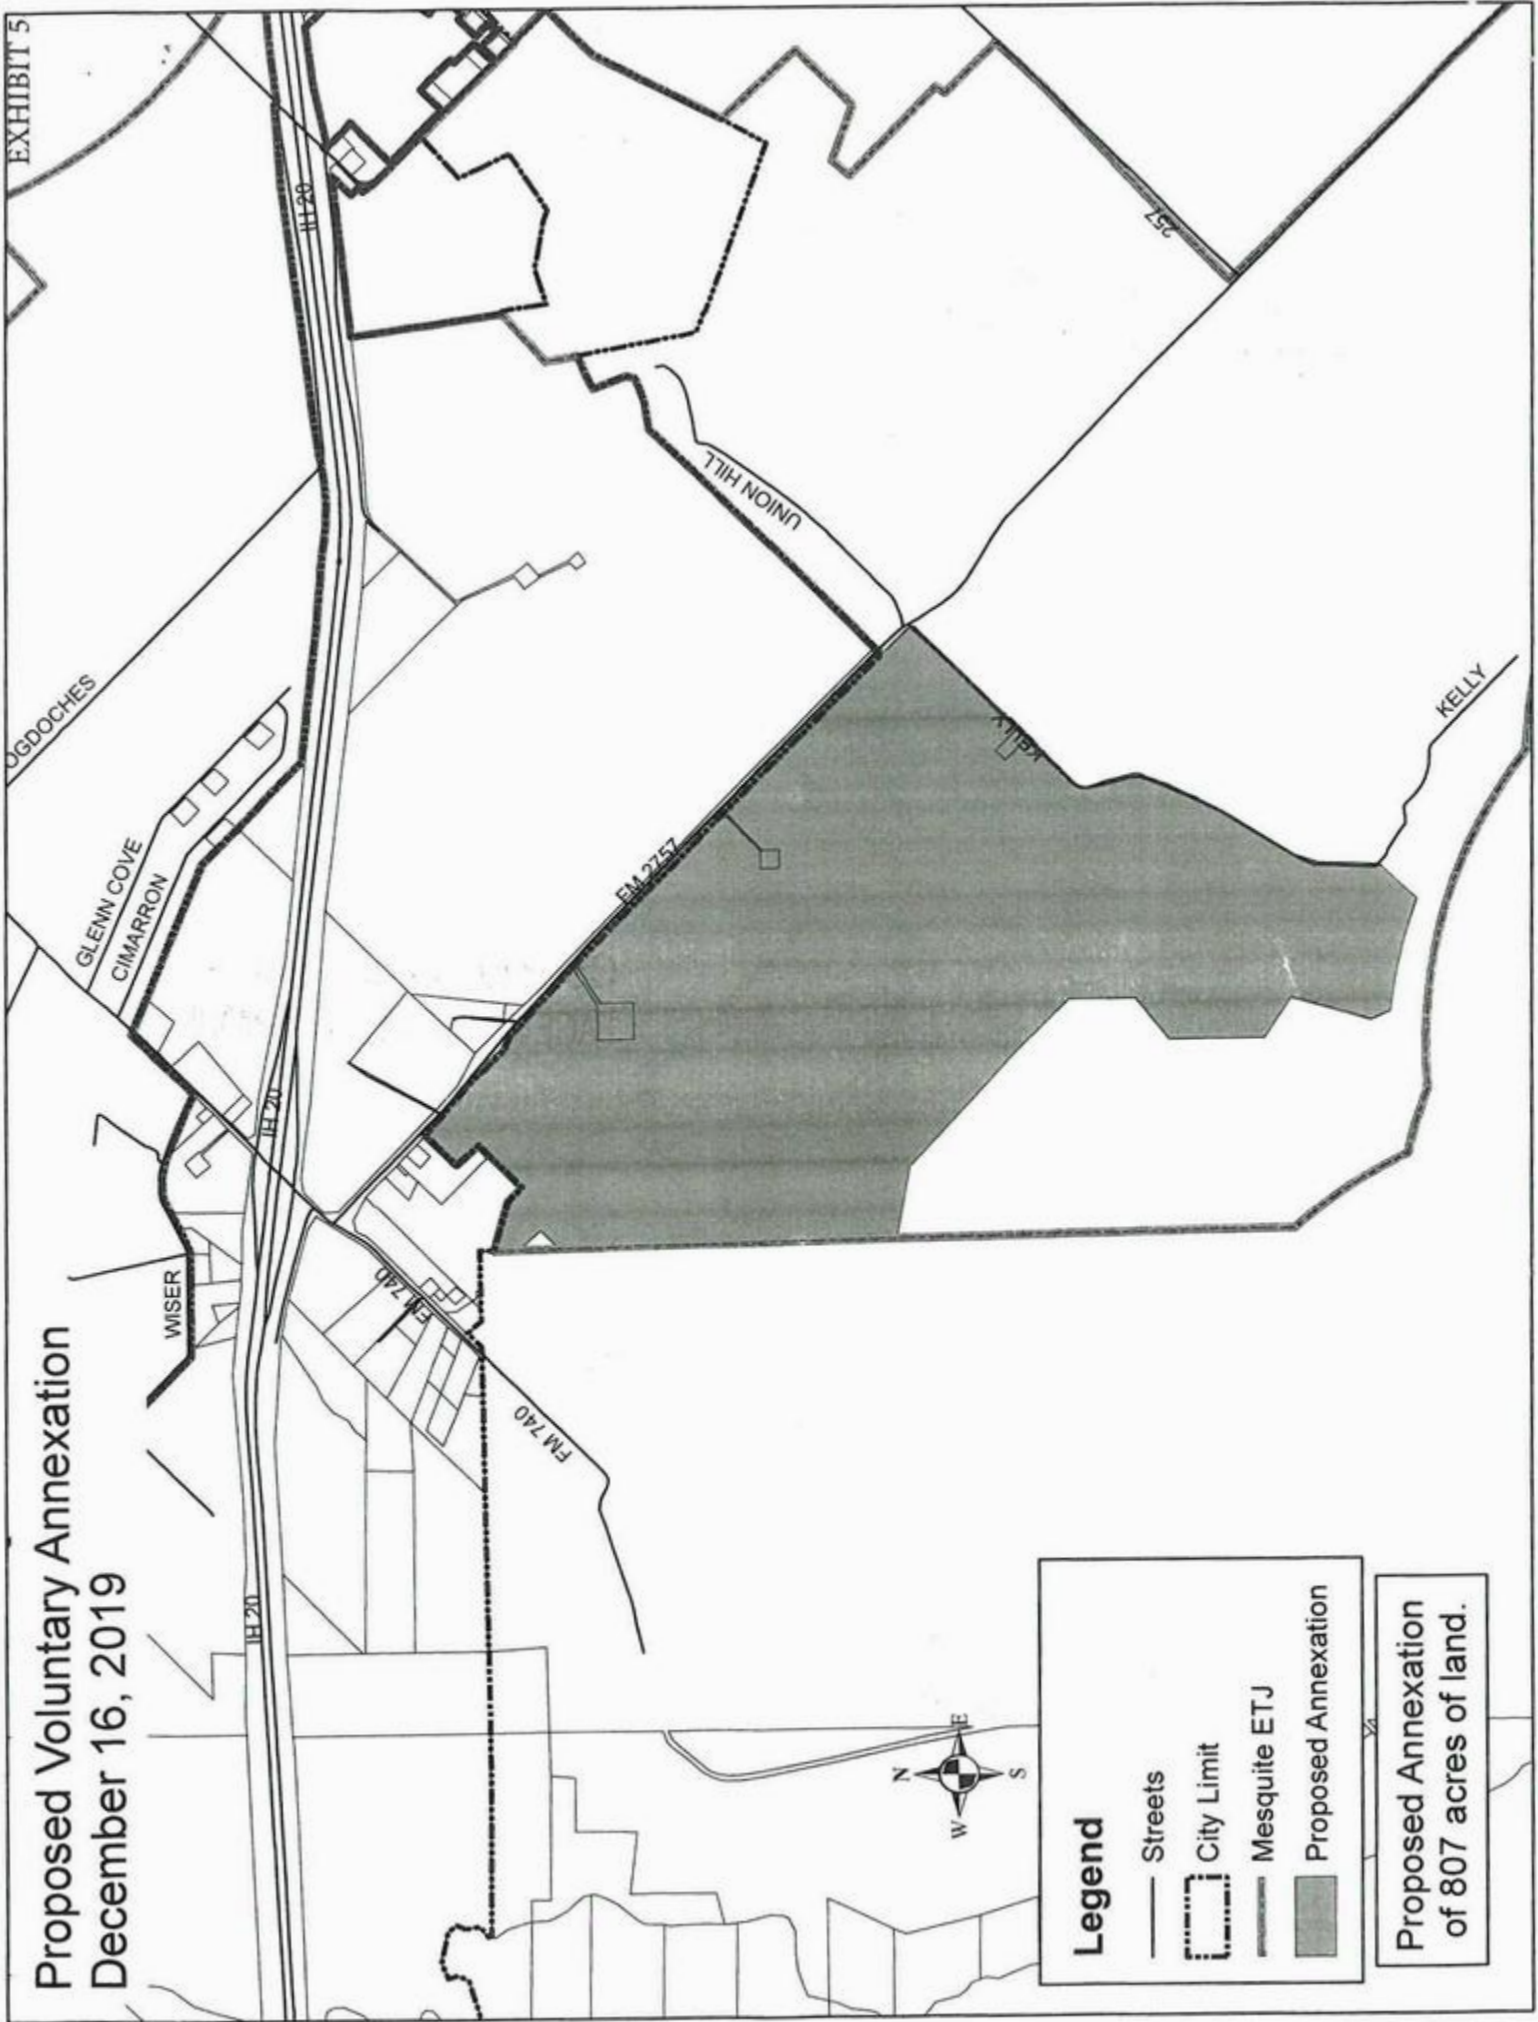 EXHIBIT 5
Proposed Voluntary Annexation
December 16, 2019
OGDOCHES
GLENN COVE
CIMARRON
WISER
IH 20
IH 20
IH 20
FM 740
FM 740
FM 2757
UNION HILL
257
KELLY
KELLY
N
W
E
S
Legend
Streets
City Limit
Mesquite ETJ
Proposed Annexation
Proposed Annexation
of 807 acres of land.